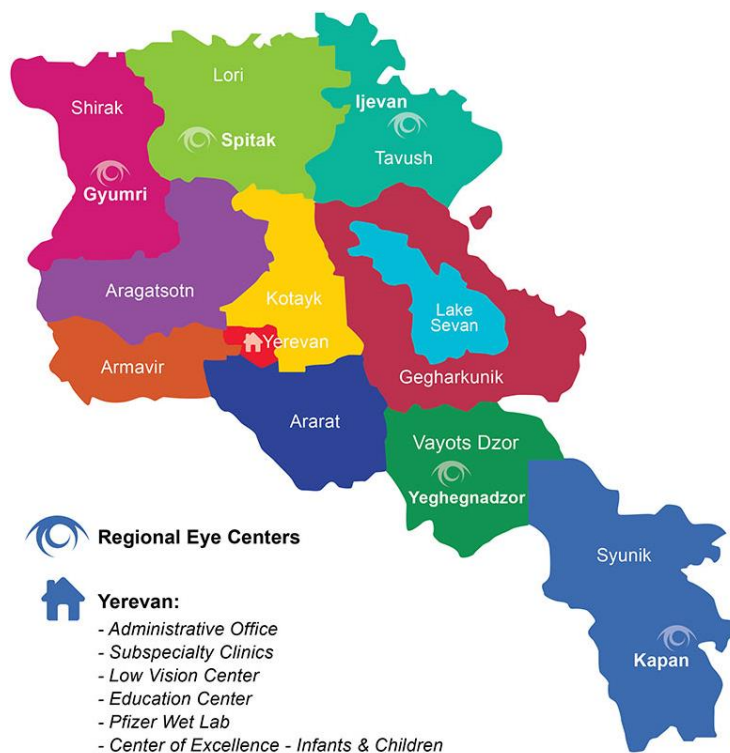 Lori
Shirak
Ijevan
Spitak
Tavush
Gyumri
Aragatsotn
Kotayk
Lake
Sevan
Yerevan
Armavir
Gegharkunik
Ararat
Vayots Dzor
Yeghegnadzor
Regional Eye Centers
Syunik
Yerevan:
- Administrative Office
- Subspecialty Clinics
- Low Vision Center
Kapan
- Education Center
- Pfizer Wet Lab
- Center of Excellence - Infants & Children